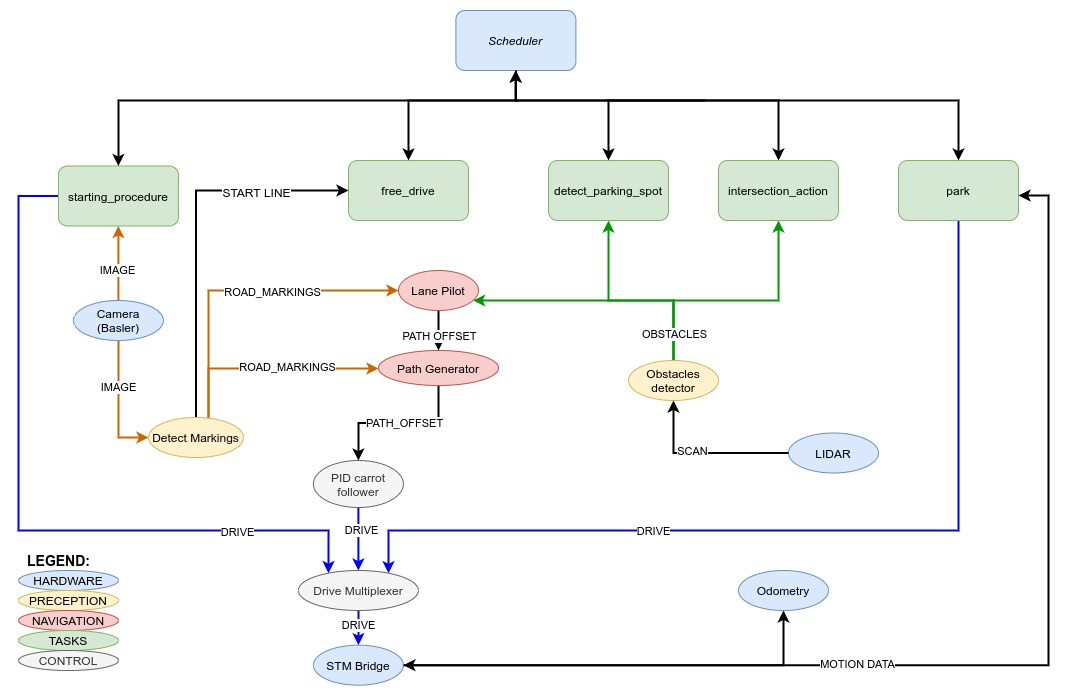 Scheduler
starting_procedure
free_drive
detect_parking_spot
intersection_action
park
START LINE
IMAGE
ROAD_MARKINGS
Lane Pilot
Camera
(Basler)
PATH OFFSET
OBSTACLES
ROAD_MARKINGS
Path Generator
Obstacles
detector
IMAGE
PATH_OFFSET
Detect Markings
SCAN
LIDAR
PID carrot
follower
DRIVE
DRIVE
DRIVE
LEGEND:
HARDWARE
PRECEPTION
NAVIGATION
TASKS
CONTROL
Drive Multiplexer
Odometry
DRIVE
STM Bridge
MOTION DATA